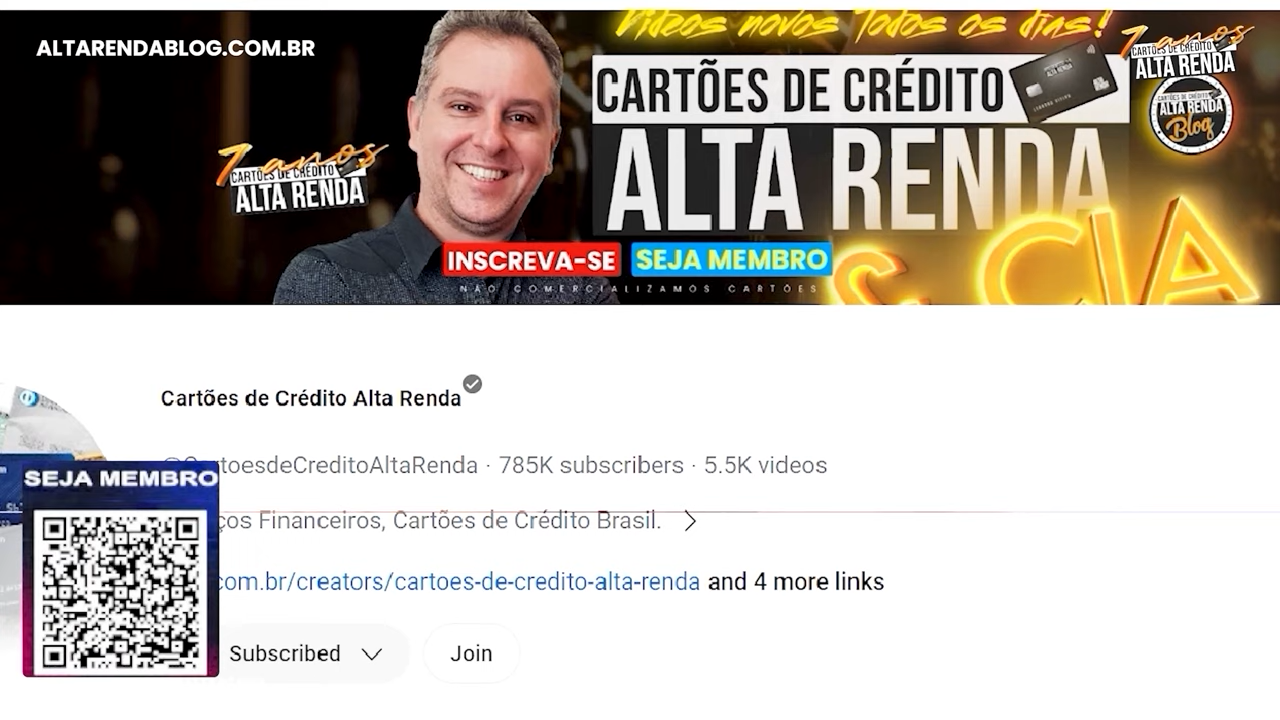 ALTARENDABLOG.COM.BR
Vídeos novos Todos os dias!
CARTÕES DE CRÉDITO
ALTA RENDA
& CIA
7 anos
CARTÕES DE CRÉDITO
ALTA RENDA
CARTÕES DE CRÉDITO
ALTA RENDA
Blog
7 anos
CARTÕES DE CRÉDITO
ALTA RENDA
INSCREVA-SE
SEJA MEMBRO
NÃO COMERCIALIZAMOS CARTÕES
Cartões de Crédito Alta Renda
toesdeCreditoAltaRenda · 785K subscribers · 5.5K videos
SEJA MEMBRO
ços Financeiros, Cartões de Crédito Brasil.
com.br/creators/cartoes-de-credito-alta-renda and 4 more links
Subscribed
Join